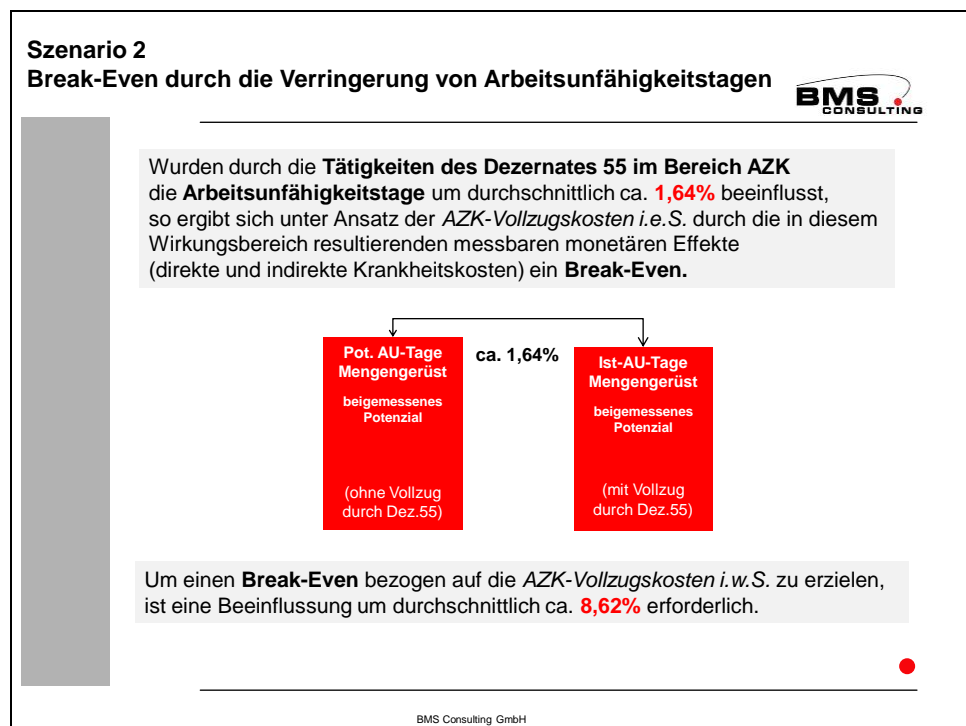 Szenario 2
Break-Even durch die Verringerung von Arbeitsunfähigkeitstagen
BMS
CONSULTING
Wurden durch die Tätigkeiten des Dezernates 55 im Bereich AZK
die Arbeitsunfähigkeitstage um durchschnittlich ca. 1,64% beeinflusst,
so ergibt sich unter Ansatz der AZK-Vollzugskosten i.e.S. durch die in diesem
Wirkungsbereich resultierenden messbaren monetären Effekte
(direkte und indirekte Krankheitskosten) ein Break-Even.
Pot. AU-Tage
Mengengerüst
beigemessenes
Potenzial
(ohne Vollzug
durch Dez.55)
ca. 1,64%
Ist-AU-Tage
Mengengerüst
beigemessenes
Potenzial
(mit Vollzug
durch Dez.55)
Um einen Break-Even bezogen auf die AZK-Vollzugskosten i.w.S. zu erzielen,
ist eine Beeinflussung um durchschnittlich ca. 8,62% erforderlich.
BMS Consulting GmbH